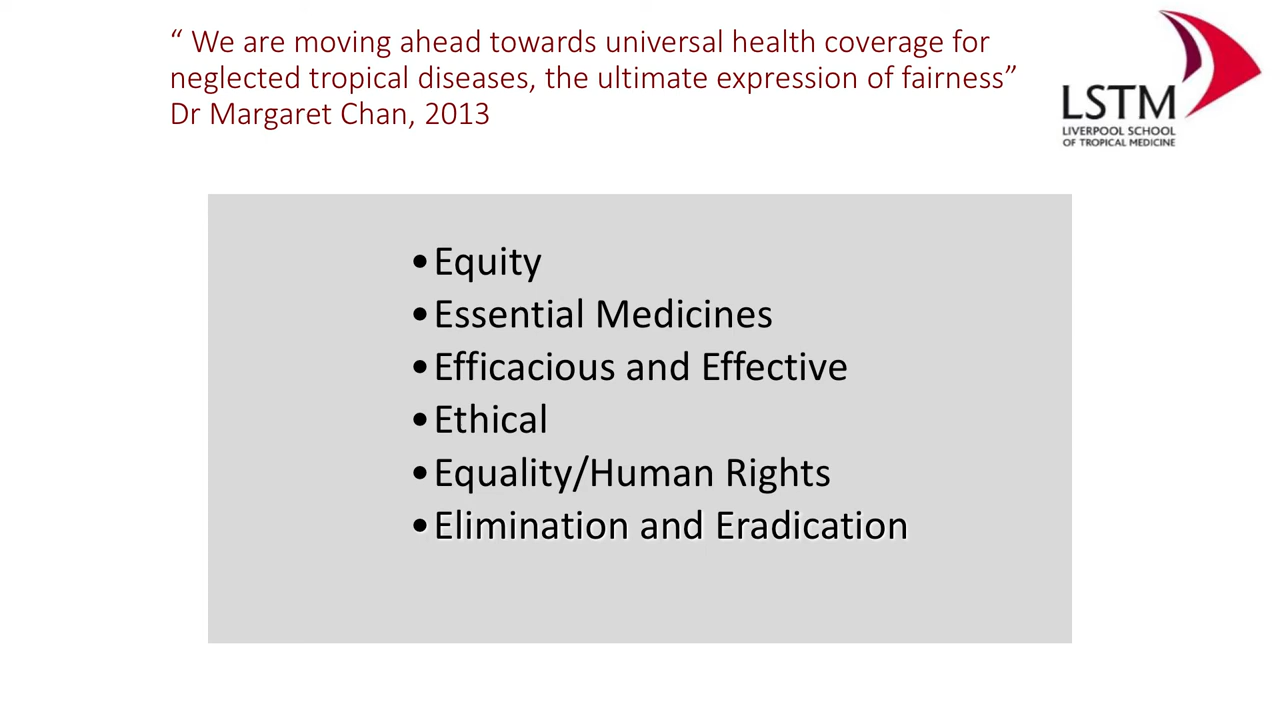 “ We are moving ahead towards universal health coverage for
neglected tropical diseases, the ultimate expression of fairness”
Dr Margaret Chan, 2013
LSTM
LIVERPOOL SCHOOL
OF TROPICAL MEDICINE
•Equity
•Essential Medicines
•Efficacious and Effective
•Ethical
•Equality/Human Rights
•Elimination and Eradication